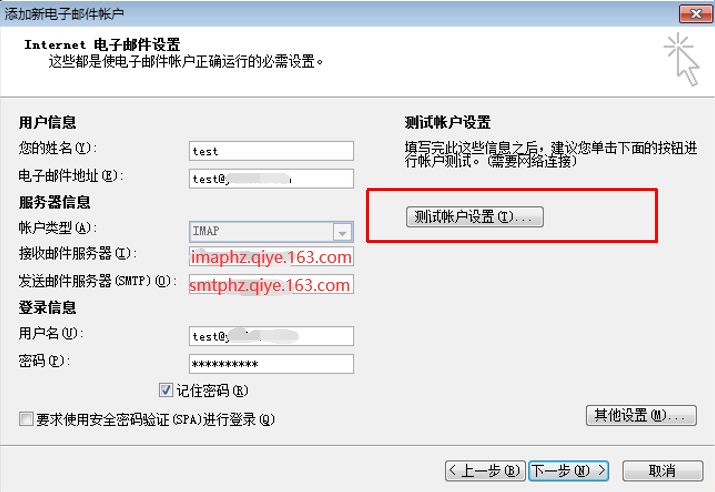 添加新电子邮件帐户
Internet 电子邮件设置
这些都是使电子邮件帐户正确运行的必需设置。
用户信息
您的姓名(Y):
test
电子邮件地址(E):
test@
服务器信息
帐户类型(A):
IMAP
接收邮件服务器(I):
imaphz.qiye.163.com
发送邮件服务器(SMTP)(O):
smtphz.qiye.163.com
登录信息
用户名(U):
test@
密码(P):
**********
记住密码(R)
要求使用安全密码验证(SPA)进行登录(Q)
测试帐户设置
填写完此这些信息之后，建议您单击下面的按钮进
行帐户测试。(需要网络连接)
测试帐户设置(T)...
其他设置(M)...
< 上一步(B)
下一步(N) >
取消